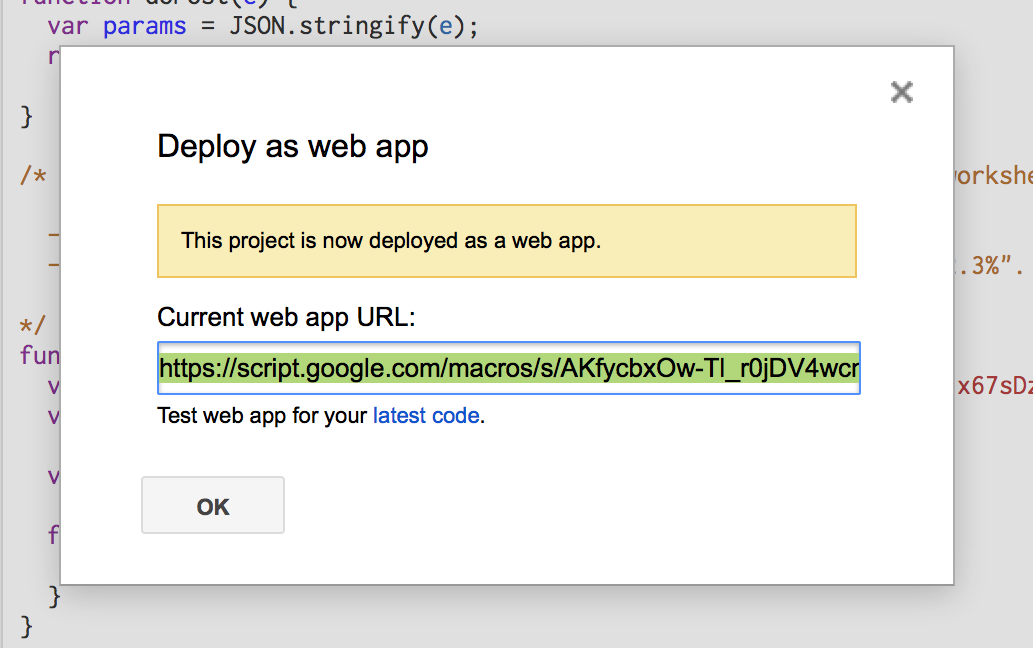 function doPost(e) {
var params = JSON.stringify(e);
r
}
/*
workshe
.3%".
*/
fun
v
x67sDz
v
v
f
}
}
Deploy as web app
This project is now deployed as a web app.
Current web app URL:
https://script.google.com/macros/s/AKfycbxOw-Tl_r0jDV4wcr
Test web app for your latest code.
OK